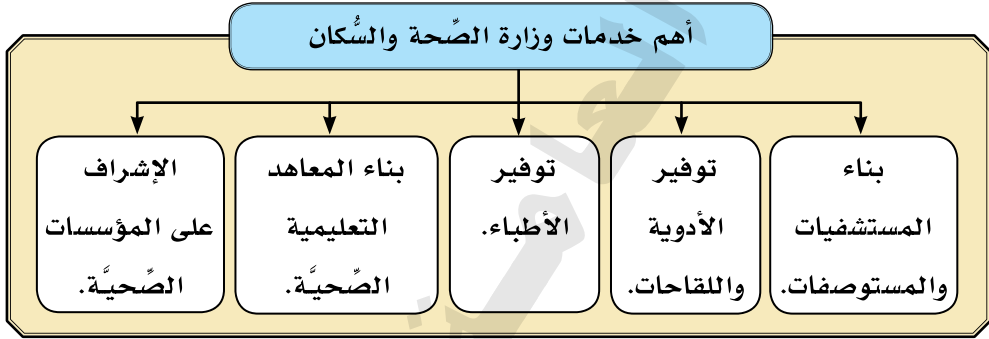 أهم خدمات وزارة الصِّحة والسُّكان
بناء
المستشفيات
والمستوصفات.
توفير
الأدوية
واللقاحات.
توفير
الأطباء.
بناء المعاهد
التعليمية
الصِّحيَّة.
الإشراف
على المؤسسات
الصِّحيَّة.